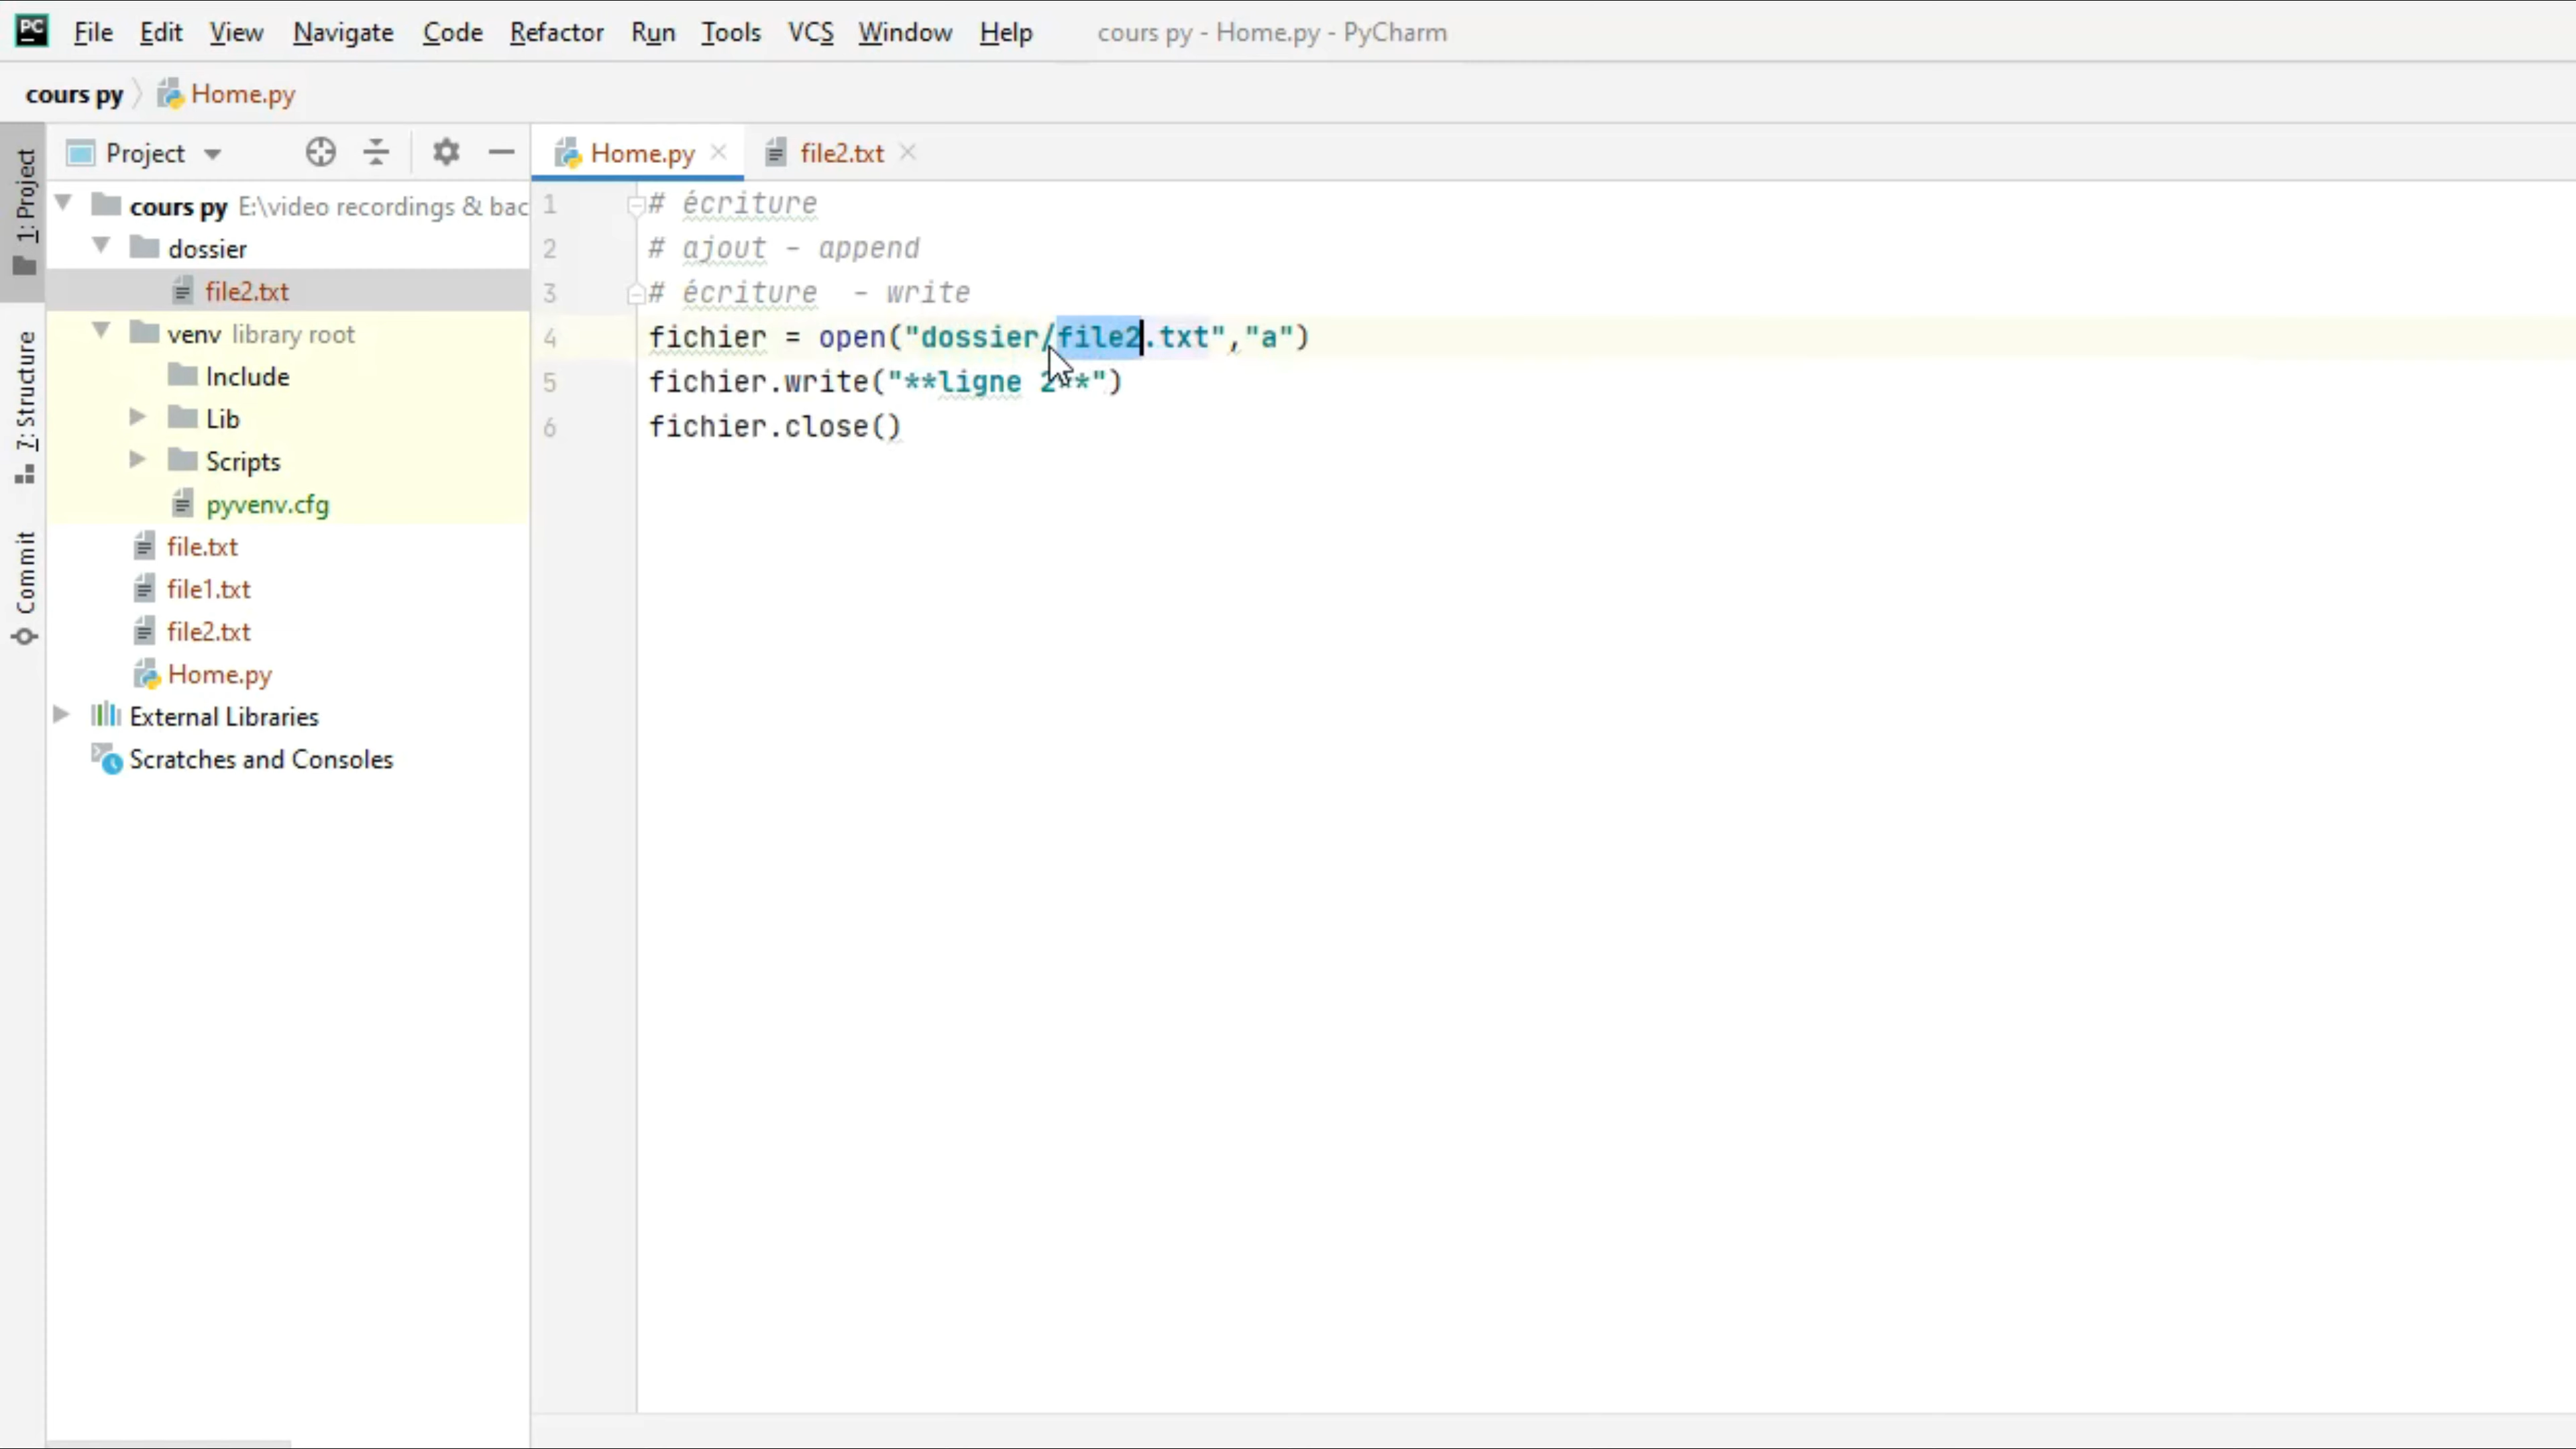 PC File Edit View Navigate Code Refactor Run Tools VCS Window Help cours py - Home.py - PyCharm
cours py Home.py
Project Home.py file2.txt
1: Project
7: Structure
Commit
cours py E:\video recordings & bac
dossier
file2.txt
venv library root
Include
Lib
Scripts
pyvenv.cfg
file.txt
file1.txt
file2.txt
Home.py
External Libraries
Scratches and Consoles
1 # écriture
2 # ajout - append
3 # écriture  - write
4 fichier = open("dossier/file2.txt","a")
5 fichier.write("**ligne 2**")
6 fichier.close()